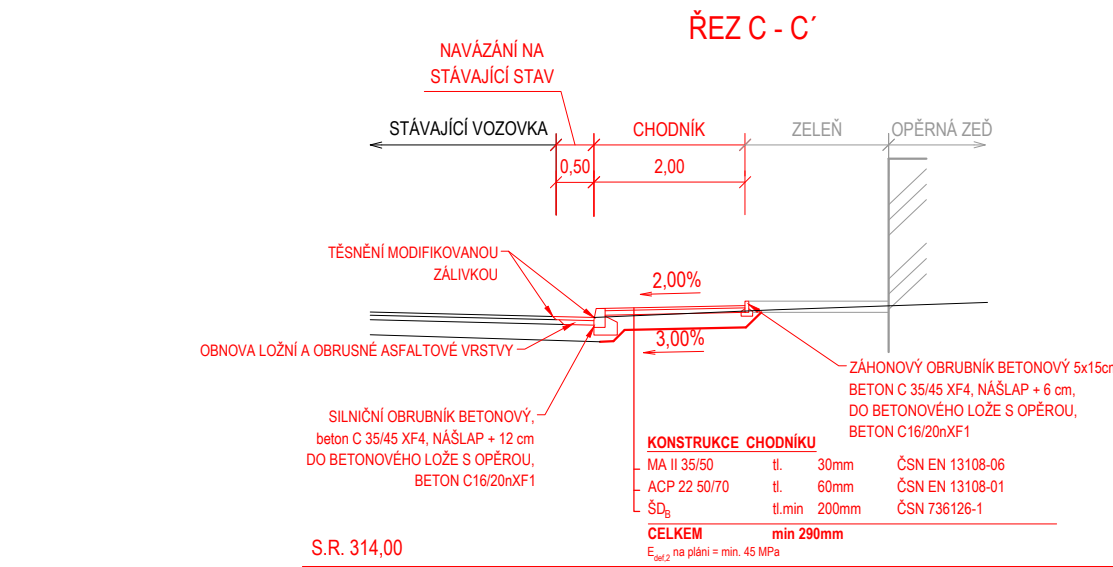 ŘEZ C - C´
NAVÁZÁNÍ NA
STÁVAJÍCÍ STAV
STÁVAJÍCÍ VOZOVKA
CHODNÍK
ZELEŇ
OPĚRNÁ ZEĎ
0,50
2,00
TĚSNĚNÍ MODIFIKOVANOU
ZÁLIVKOU
2,00%
3,00%
OBNOVA LOŽNÍ A OBRUSNÉ ASFALTOVÉ VRSTVY
ZÁHONOVÝ OBRUBNÍK BETONOVÝ 5x15cm
BETON C 35/45 XF4, NÁŠLAP + 6 cm,
DO BETONOVÉHO LOŽE S OPĚROU,
BETON C16/20nXF1
SILNIČNÍ OBRUBNÍK BETONOVÝ,
beton C 35/45 XF4, NÁŠLAP + 12 cm
DO BETONOVÉHO LOŽE S OPĚROU,
BETON C16/20nXF1
KONSTRUKCE CHODNÍKU
MA II 35/50 tl. 30mm ČSN EN 13108-06
ACP 22 50/70 tl. 60mm ČSN EN 13108-01
ŠDB tl.min 200mm ČSN 736126-1
CELKEM min 290mm
Edef,2 na pláni = min. 45 MPa
S.R. 314,00